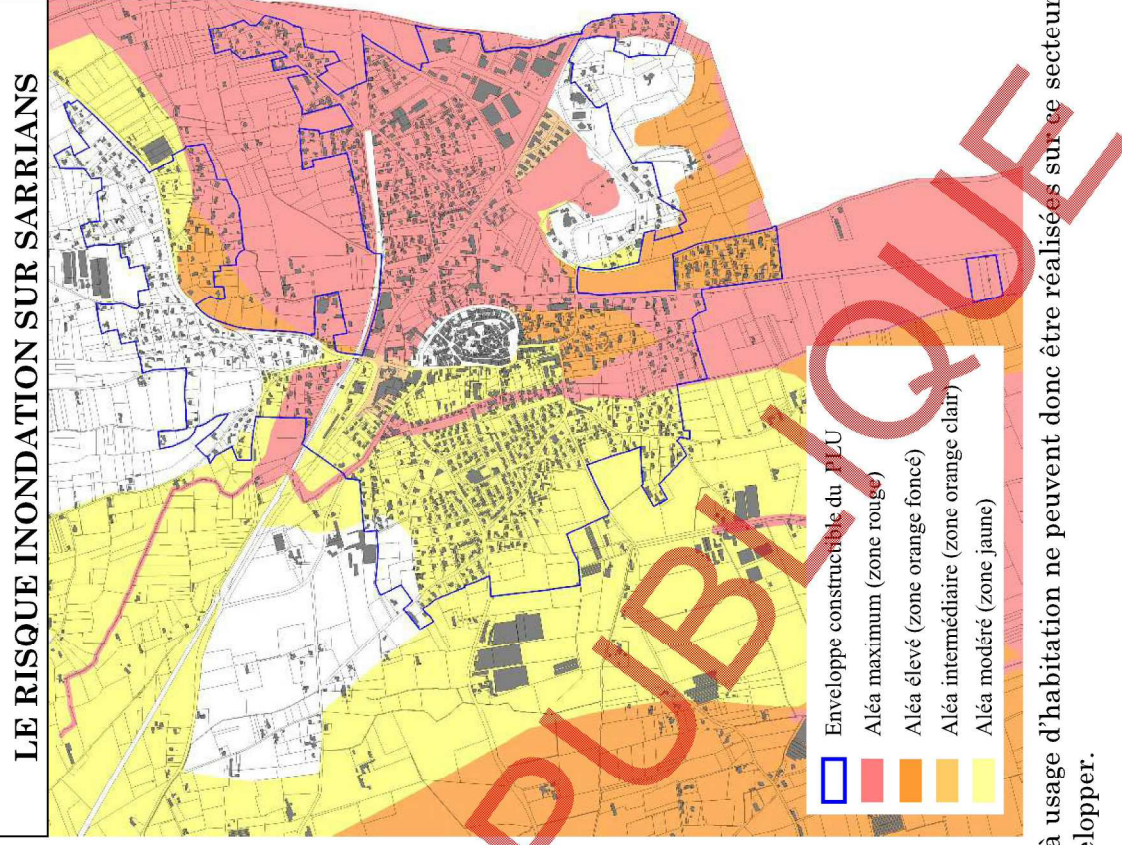 LE RISQUE INONDATION SUR SARRIANS
Enveloppe constructible du PLU
Aléa maximum (zone rouge)
Aléa élevé (zone orange foncé)
Aléa intermédiaire (zone orange clair)
Aléa modéré (zone jaune)
à usage d'habitation ne peuvent donc être réalisées sur ce secteur
elopper.
PUBLIQUE